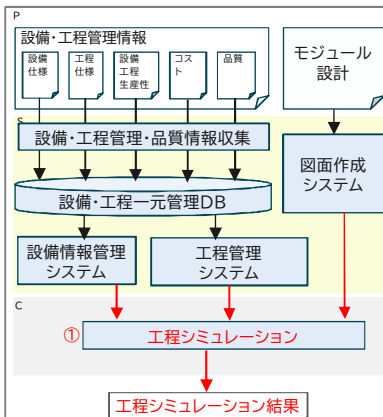 P
設備・工程管理情報
設備
仕様
工程
仕様
設備
工程
生産性
コス
ト
品質
モジュール
設計
S
設備・工程管理・品質情報収集
図面作成
システム
設備・工程一元管理DB
設備情報管理
システム
工程管理
システム
C
① 工程シミュレーション
工程シミュレーション結果